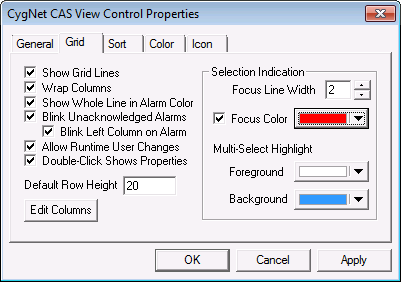 CygNet CAS View Control Properties
General Grid Sort Color Icon
Show Grid Lines
Wrap Columns
Show Whole Line in Alarm Color
Blink Unacknowledged Alarms
Blink Left Column on Alarm
Allow Runtime User Changes
Double-Click Shows Properties
Default Row Height 20
Edit Columns
Selection Indication
Focus Line Width 2
Focus Color
Multi-Select Highlight
Foreground
Background
OK Cancel Apply